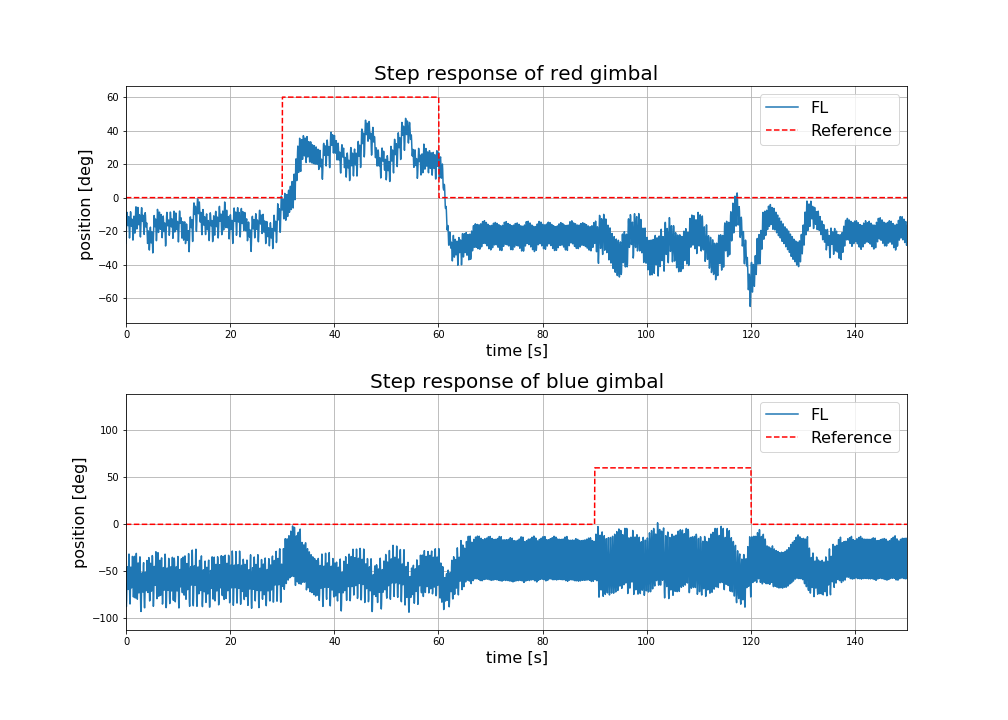 Step response of red gimbal
60
40
20
0
−20
−40
−60
position [deg]
FL
Reference
0 20 40 60 80 100 120 140
time [s]
Step response of blue gimbal
100
50
0
−50
−100
position [deg]
FL
Reference
0 20 40 60 80 100 120 140
time [s]